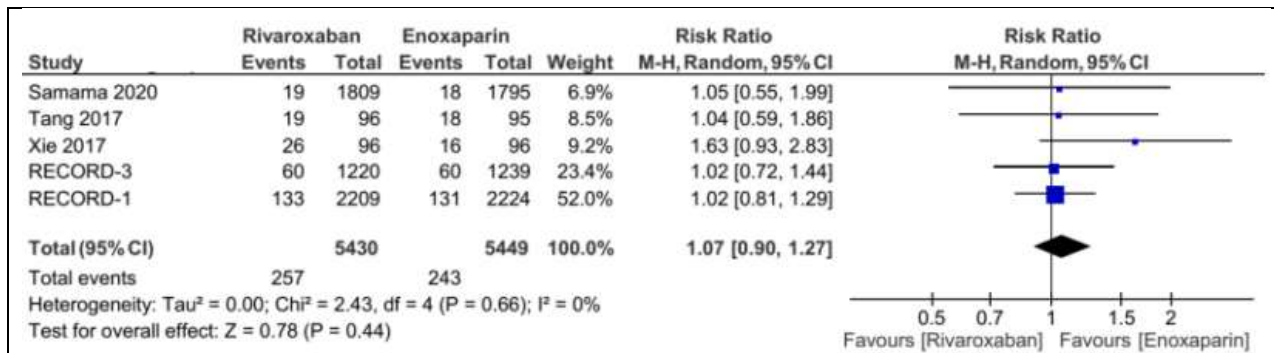 Rivaroxaban Enoxaparin Risk Ratio Risk Ratio
Study Events Total Events Total Weight M-H, Random, 95% CI M-H, Random, 95% CI
Samama 2020 19 1809 18 1795 6.9% 1.05 [0.55, 1.99]
Tang 2017 19 96 18 95 8.5% 1.04 [0.59, 1.86]
Xie 2017 26 96 16 96 9.2% 1.63 [0.93, 2.83]
RECORD-3 60 1220 60 1239 23.4% 1.02 [0.72, 1.44]
RECORD-1 133 2209 131 2224 52.0% 1.02 [0.81, 1.29]
Total (95% CI) 5430 5449 100.0% 1.07 [0.90, 1.27]
Total events 257 243
Heterogeneity: Tau² = 0.00; Chi² = 2.43, df = 4 (P = 0.66); I² = 0%
Test for overall effect: Z = 0.78 (P = 0.44)
0.5 0.7 1 1.5 2
Favours [Rivaroxaban] Favours [Enoxaparin]